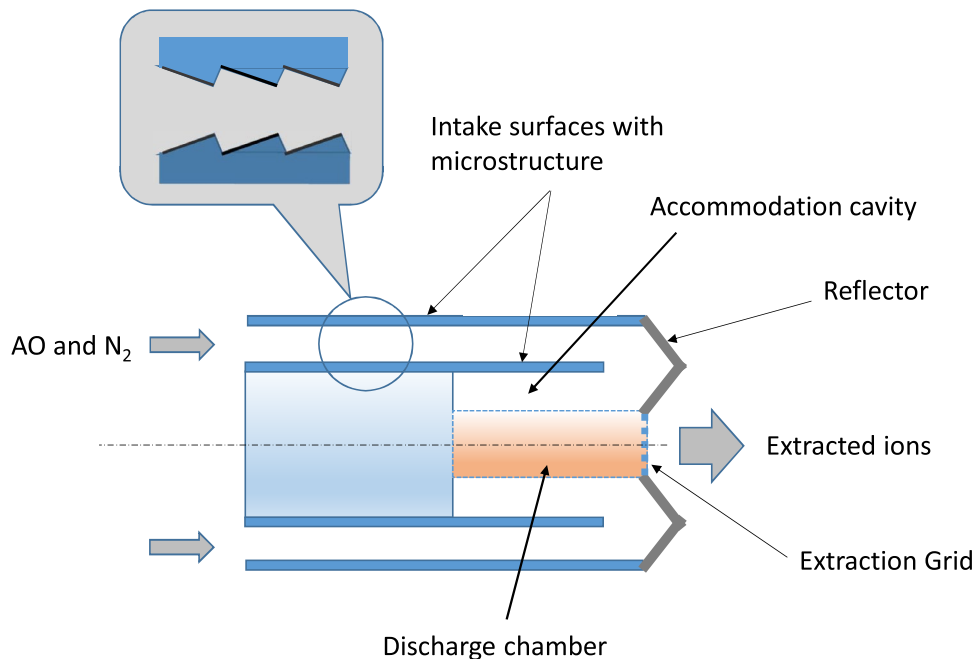 Intake surfaces with
microstructure
Accommodation cavity
Reflector
AO and N₂
Extracted ions
Extraction Grid
Discharge chamber